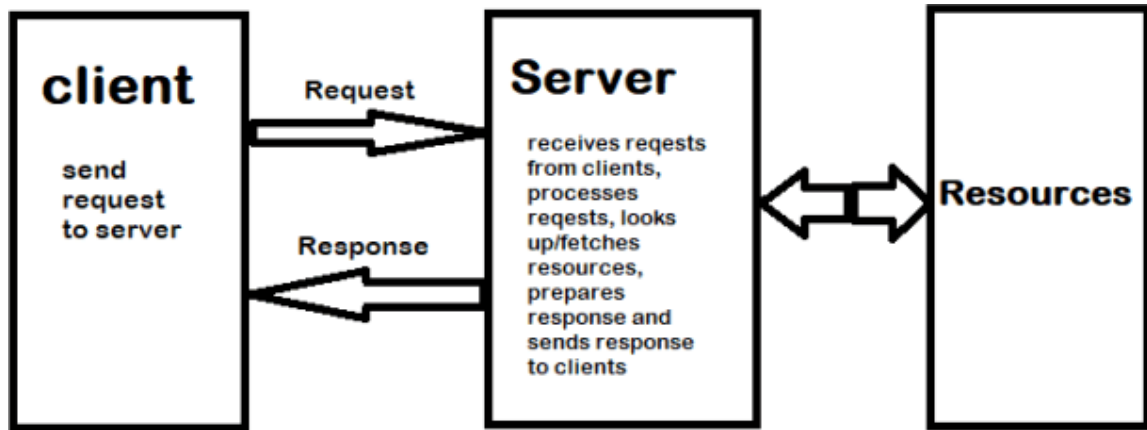 client
send
request
to server
Request
Response
Server
receives reqests
from clients,
processes
reqests, looks
up/fetches
resources,
prepares
response and
sends response
to clients
Resources